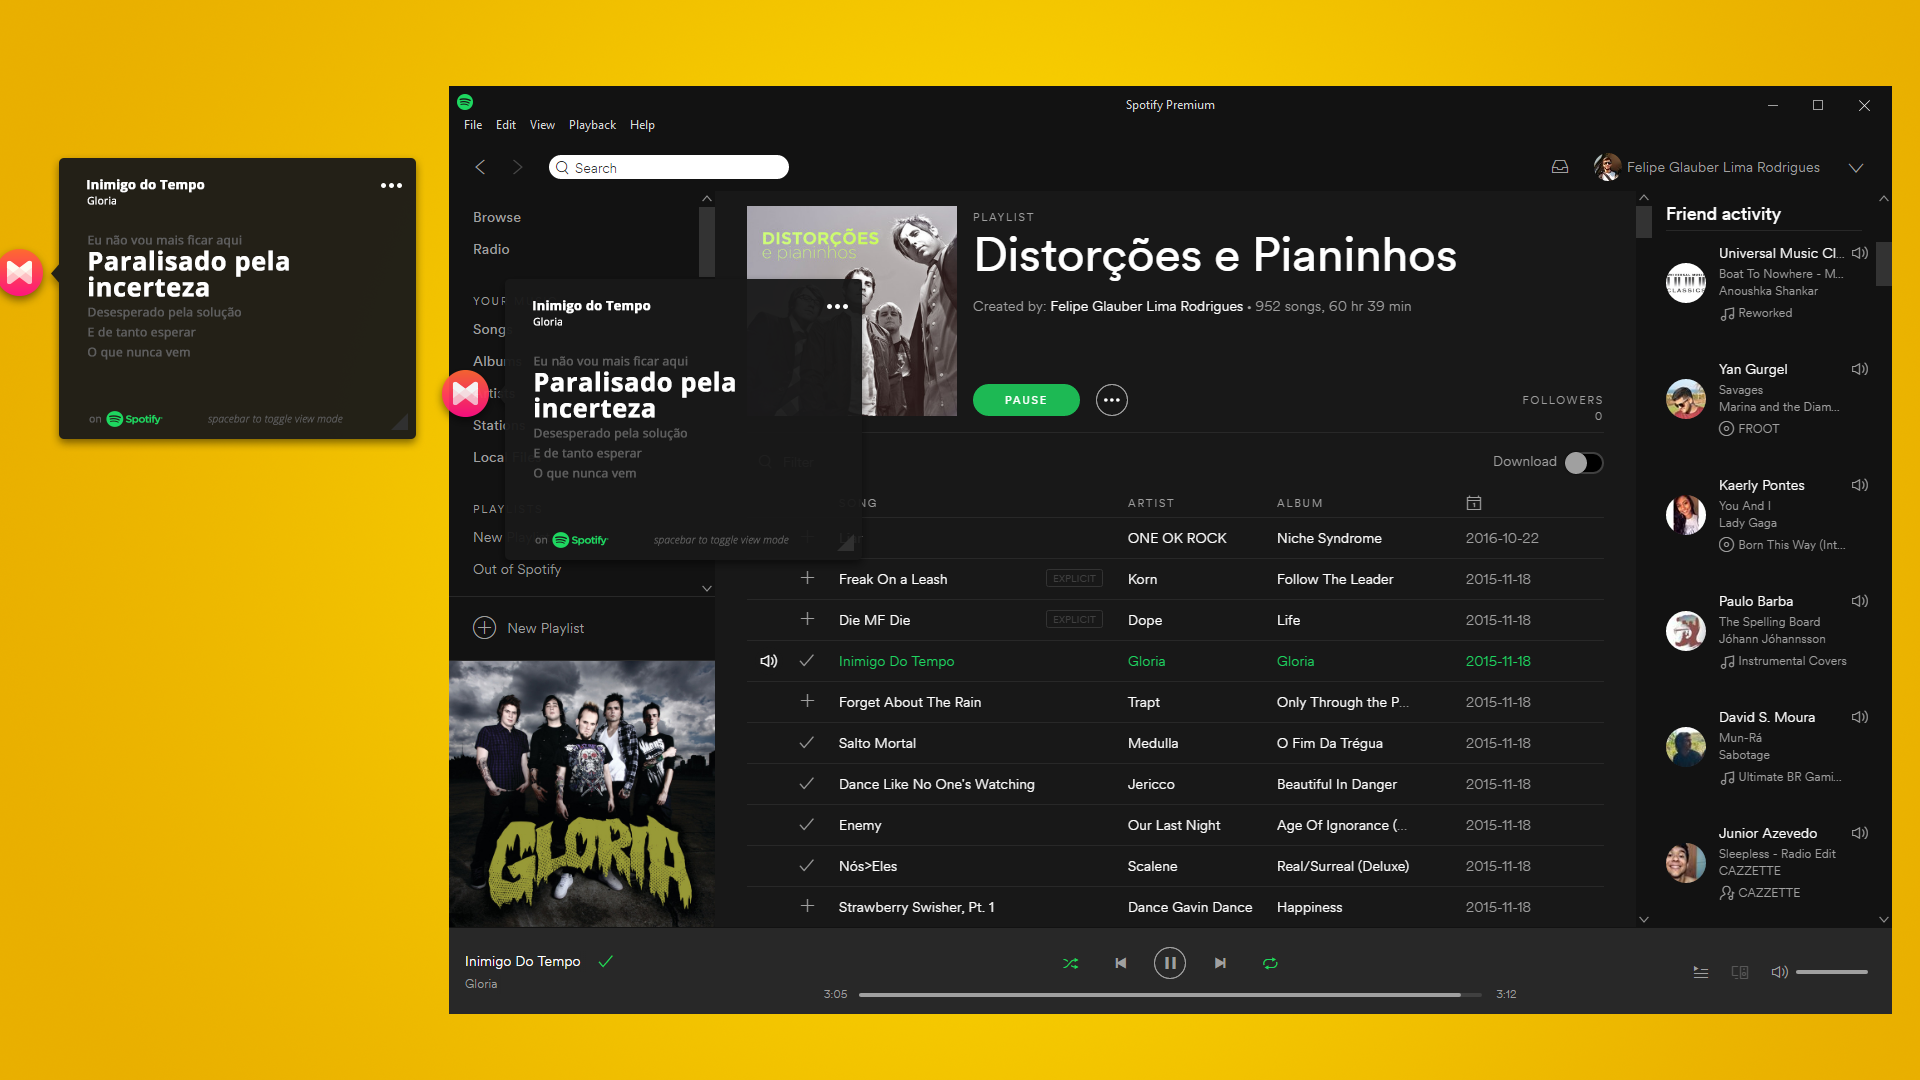 Inimigo do Tempo
Gloria
Eu não vou mais ficar aqui
Paralisado pela
incerteza
Desesperado pela solução
E de tanto esperar
O que nunca vem
on Spotify
spacebar to toggle view mode
Spotify Premium
File Edit View Playback Help
Search
Felipe Glauber Lima Rodrigues
Browse
Radio
YOUR
Songs
Albums
Stations
Local
PLAYLISTS
New
Out of Spotify
New Playlist
Inimigo do Tempo
Gloria
Eu não vou mais ficar aqui
Paralisado pela
incerteza
Desesperado pela solução
E de tanto esperar
O que nunca vem
on Spotify
spacebar to toggle view mode
DISTORÇÕES
e pianinhos
PLAYLIST
Distorções e Pianinhos
Created by: Felipe Glauber Lima Rodrigues • 952 songs, 60 hr 39 min
PAUSE
FOLLOWERS
0
Filter
Download
SONG ARTIST ALBUM
ONE OK ROCK Niche Syndrome 2016-10-22
Freak On a Leash EXPLICIT Korn Follow The Leader 2015-11-18
Die MF Die EXPLICIT Dope Life 2015-11-18
Inimigo Do Tempo Gloria Gloria 2015-11-18
Forget About The Rain Trapt Only Through the P... 2015-11-18
Salto Mortal Medulla O Fim Da Trégua 2015-11-18
Dance Like No One's Watching Jericco Beautiful In Danger 2015-11-18
Enemy Our Last Night Age Of Ignorance (... 2015-11-18
Nós>Eles Scalene Real/Surreal (Deluxe) 2015-11-18
Strawberry Swisher, Pt. 1 Dance Gavin Dance Happiness 2015-11-18
Friend activity
Universal Music Cl...
Boat To Nowhere - M...
Anoushka Shankar
Reworked
UNIVERSAL MUSIC
CLASSICS
Yan Gurgel
Savages
Marina and the Diam...
FROOT
Kaerly Pontes
You And I
Lady Gaga
Born This Way (Int...
Paulo Barba
The Spelling Board
Jóhann Jóhannsson
Instrumental Covers
David S. Moura
Mun-Rá
Sabotage
Ultimate BR Gami...
Junior Azevedo
Sleepless - Radio Edit
CAZZETTE
CAZZETTE
GLORIA
Inimigo Do Tempo
Gloria
3:05
3:12